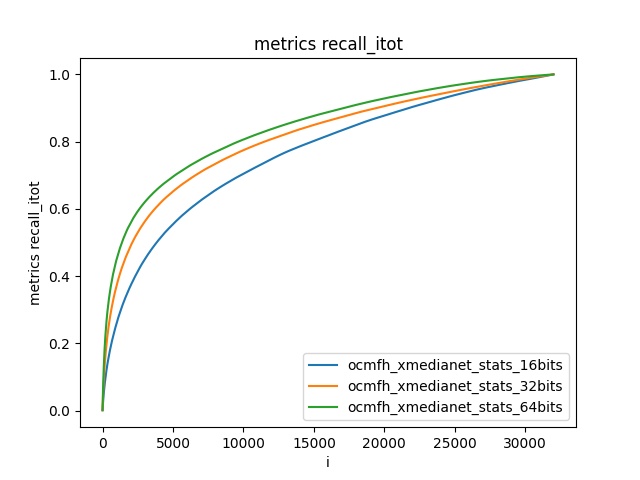 metrics recall_itot
metrics recall_itot
1.0
0.8
0.6
0.4
0.2
0.0
0 5000 10000 15000 20000 25000 30000
i
ocmfh_xmedianet_stats_16bits
ocmfh_xmedianet_stats_32bits
ocmfh_xmedianet_stats_64bits